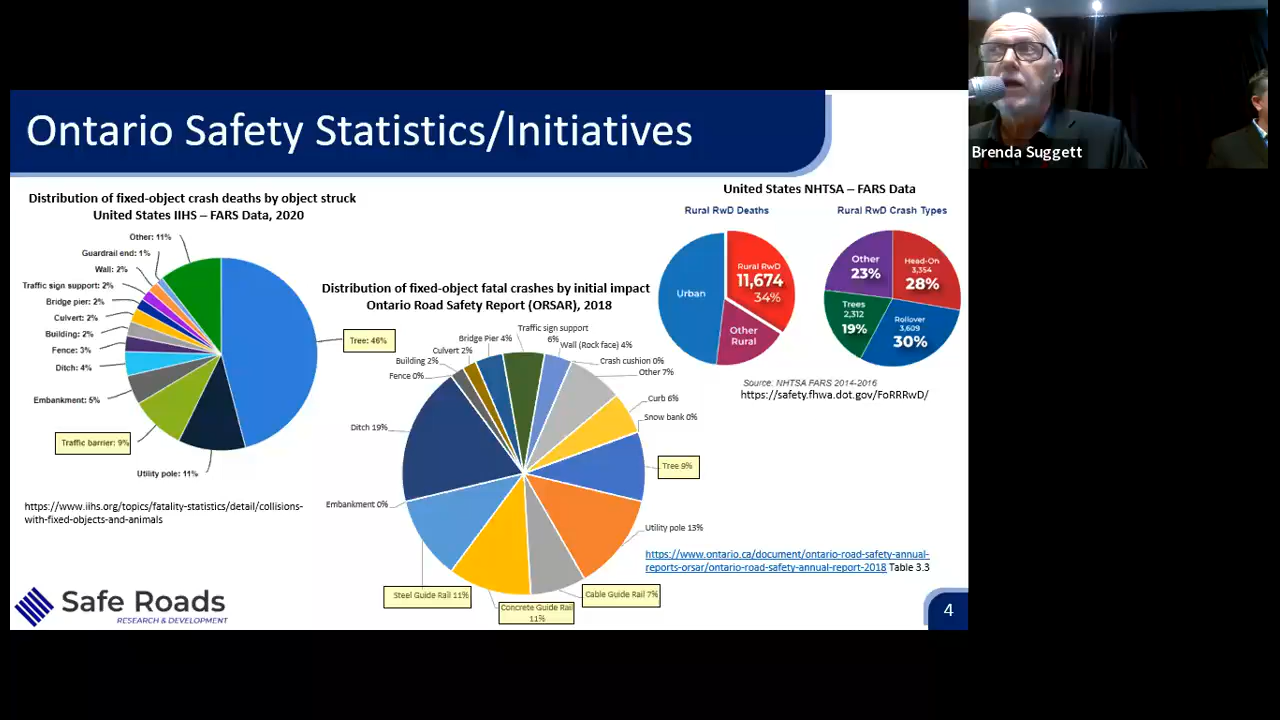 Ontario Safety Statistics/Initiatives
Brenda Suggett
Distribution of fixed-object crash deaths by object struck
United States IIHS – FARS Data, 2020
Other: 11%
Guardrail end: 1%
Wall: 2%
Traffic sign support: 2%
Bridge pier: 2%
Culvert: 2%
Building: 2%
Fence: 3%
Ditch: 4%
Embankment: 5%
Traffic barrier: 9%
Utility pole: 11%
Tree: 46%
https://www.iihs.org/topics/fatality-statistics/detail/collisions-
with-fixed-objects-and-animals
Distribution of fixed-object fatal crashes by initial impact
Ontario Road Safety Report (ORSAR), 2018
Traffic sign support
6%
Bridge Pier 4%
Wall (Rock face) 4%
Culvert 2%
Crash cushion 0%
Building 2%
Other 7%
Fence 0%
Curb 6%
Snow bank 0%
Ditch 19%
Tree 9%
Embankment 0%
Utility pole 13%
Steel Guide Rail 11%
Concrete Guide Rail
11%
Cable Guide Rail 7%
United States NHTSA – FARS Data
Rural RwD Deaths
Urban
Rural RwD
11,674
34%
Other
Rural
Rural RwD Crash Types
Other
23%
Head-On
3,354
28%
Trees
2,312
19%
Rollover
3,609
30%
Source: NHTSA FARS 2014-2016
https://safety.fhwa.dot.gov/FoRRRwD/
https://www.ontario.ca/document/ontario-road-safety-annual-
reports-orsar/ontario-road-safety-annual-report-2018 Table 3.3
Safe Roads
RESEARCH & DEVELOPMENT
4